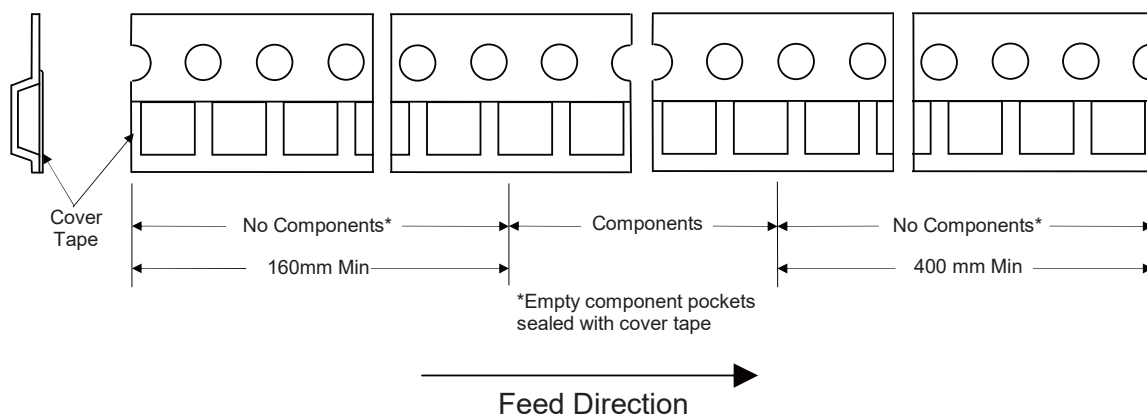 Cover
Tape
No Components*
Components
No Components*
160mm Min
400 mm Min
*Empty component pockets
sealed with cover tape
Feed Direction